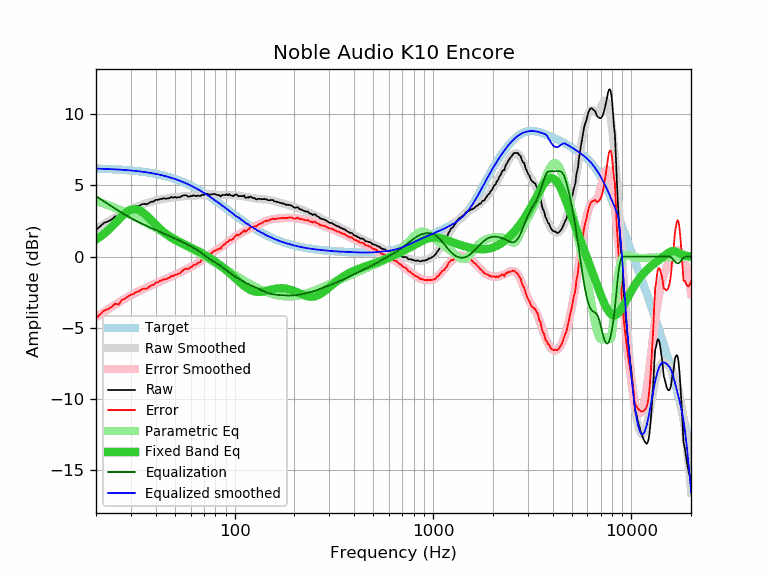 Noble Audio K10 Encore
Amplitude (dBr)
10
5
0
−5
−10
−15
Target
Raw Smoothed
Error Smoothed
Raw
Error
Parametric Eq
Fixed Band Eq
Equalization
Equalized smoothed
100
1000
10000
Frequency (Hz)